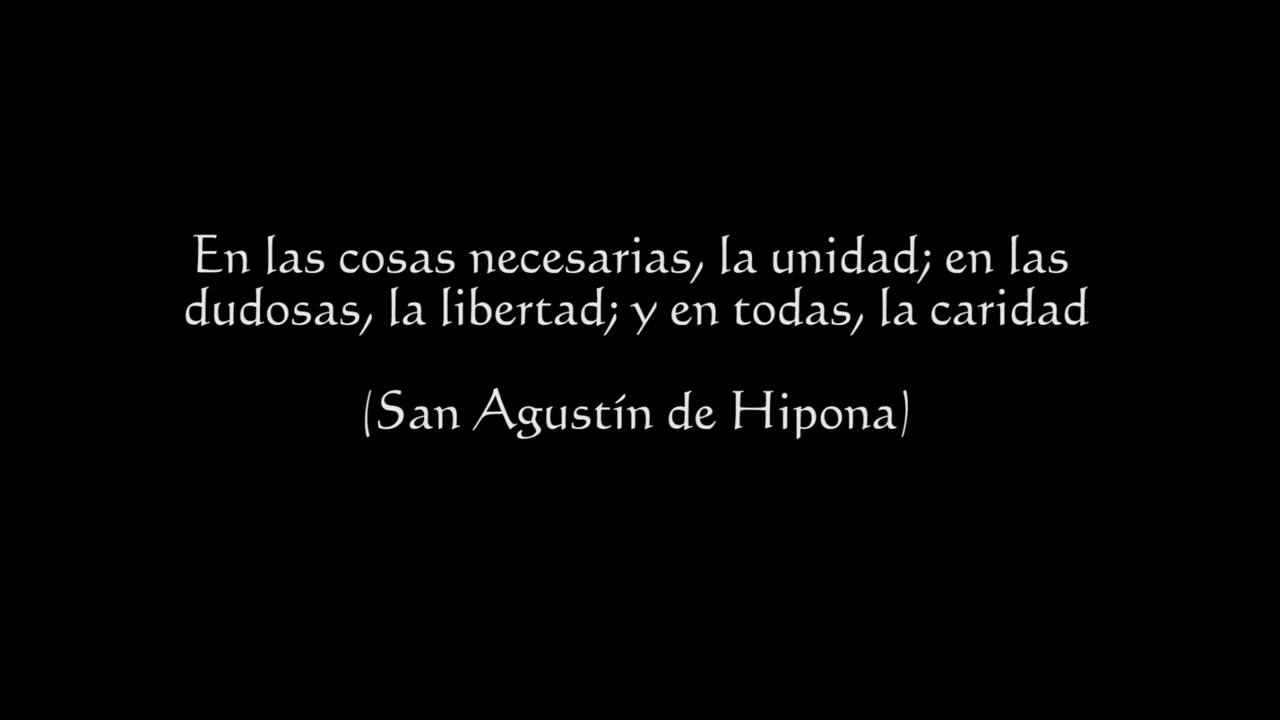 En las cosas necesarias, la unidad; en las
dudosas, la libertad; y en todas, la caridad
(San Agustín de Hipona)